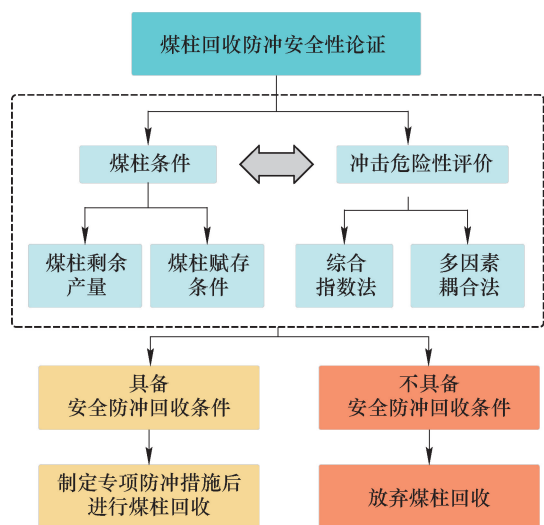 煤柱回收防冲安全性论证
煤柱条件
冲击危险性评价
煤柱剩余
产量
煤柱赋存
条件
综合
指数法
多因素
耦合法
具备
安全防冲回收条件
不具备
安全防冲回收条件
制定专项防冲措施后
进行煤柱回收
放弃煤柱回收